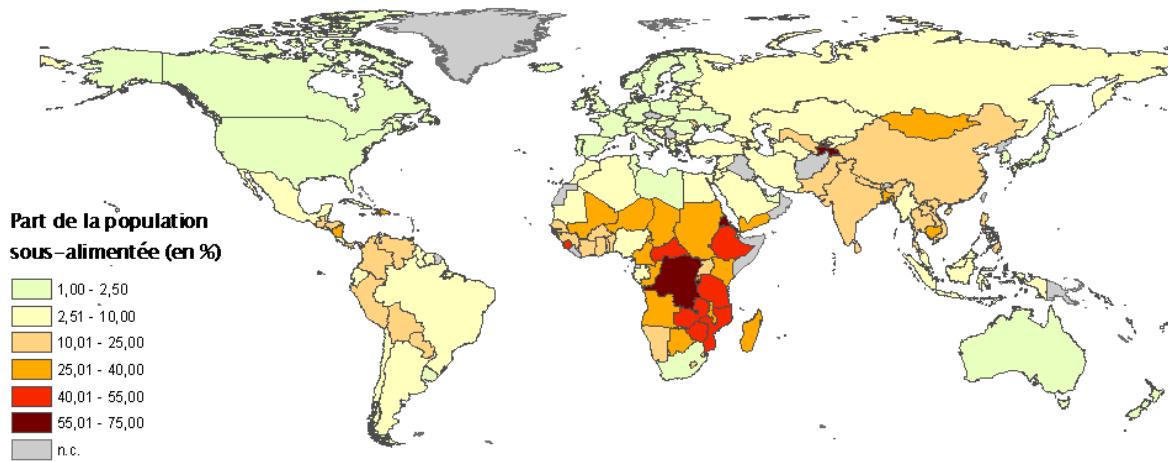 Part de la population
sous-alimentée (en %)
1,00 - 2,50
2,51 - 10,00
10,01 - 25,00
25,01 - 40,00
40,01 - 55,00
55,01 - 75,00
n.c.